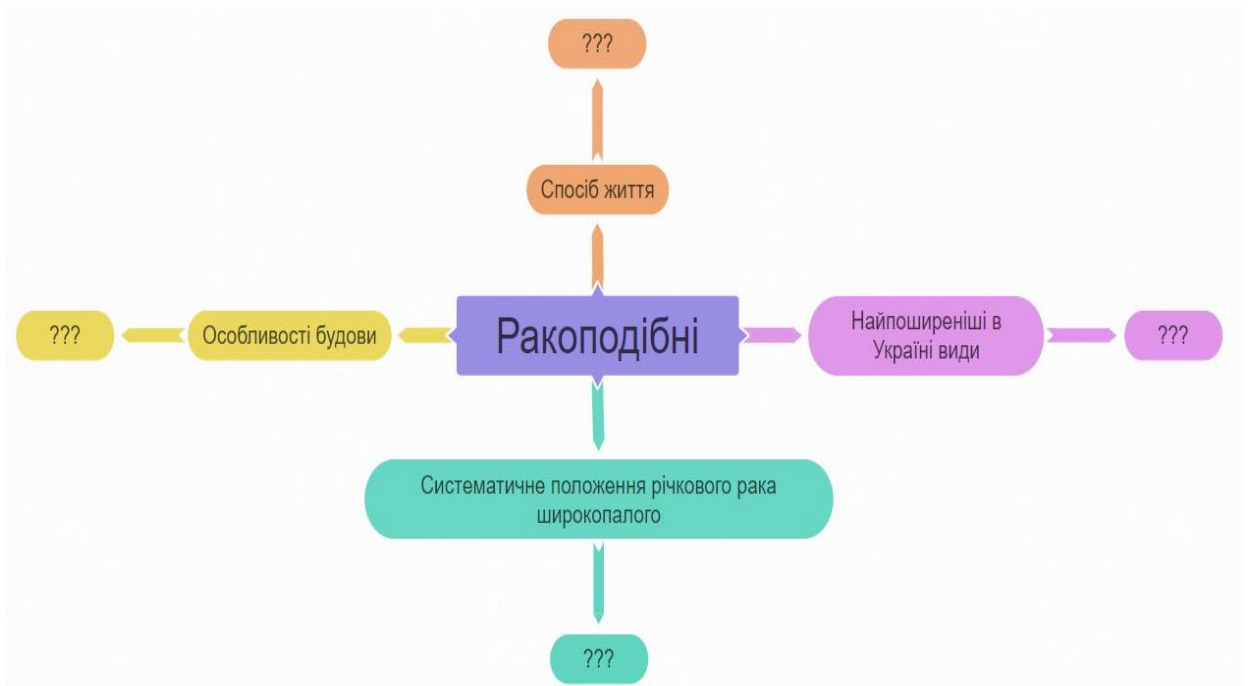 ???
Спосіб життя
???
Особливості будови
Ракоподібні
Найпоширеніші в
Україні види
???
Систематичне положення річкового рака
широкопалого
???